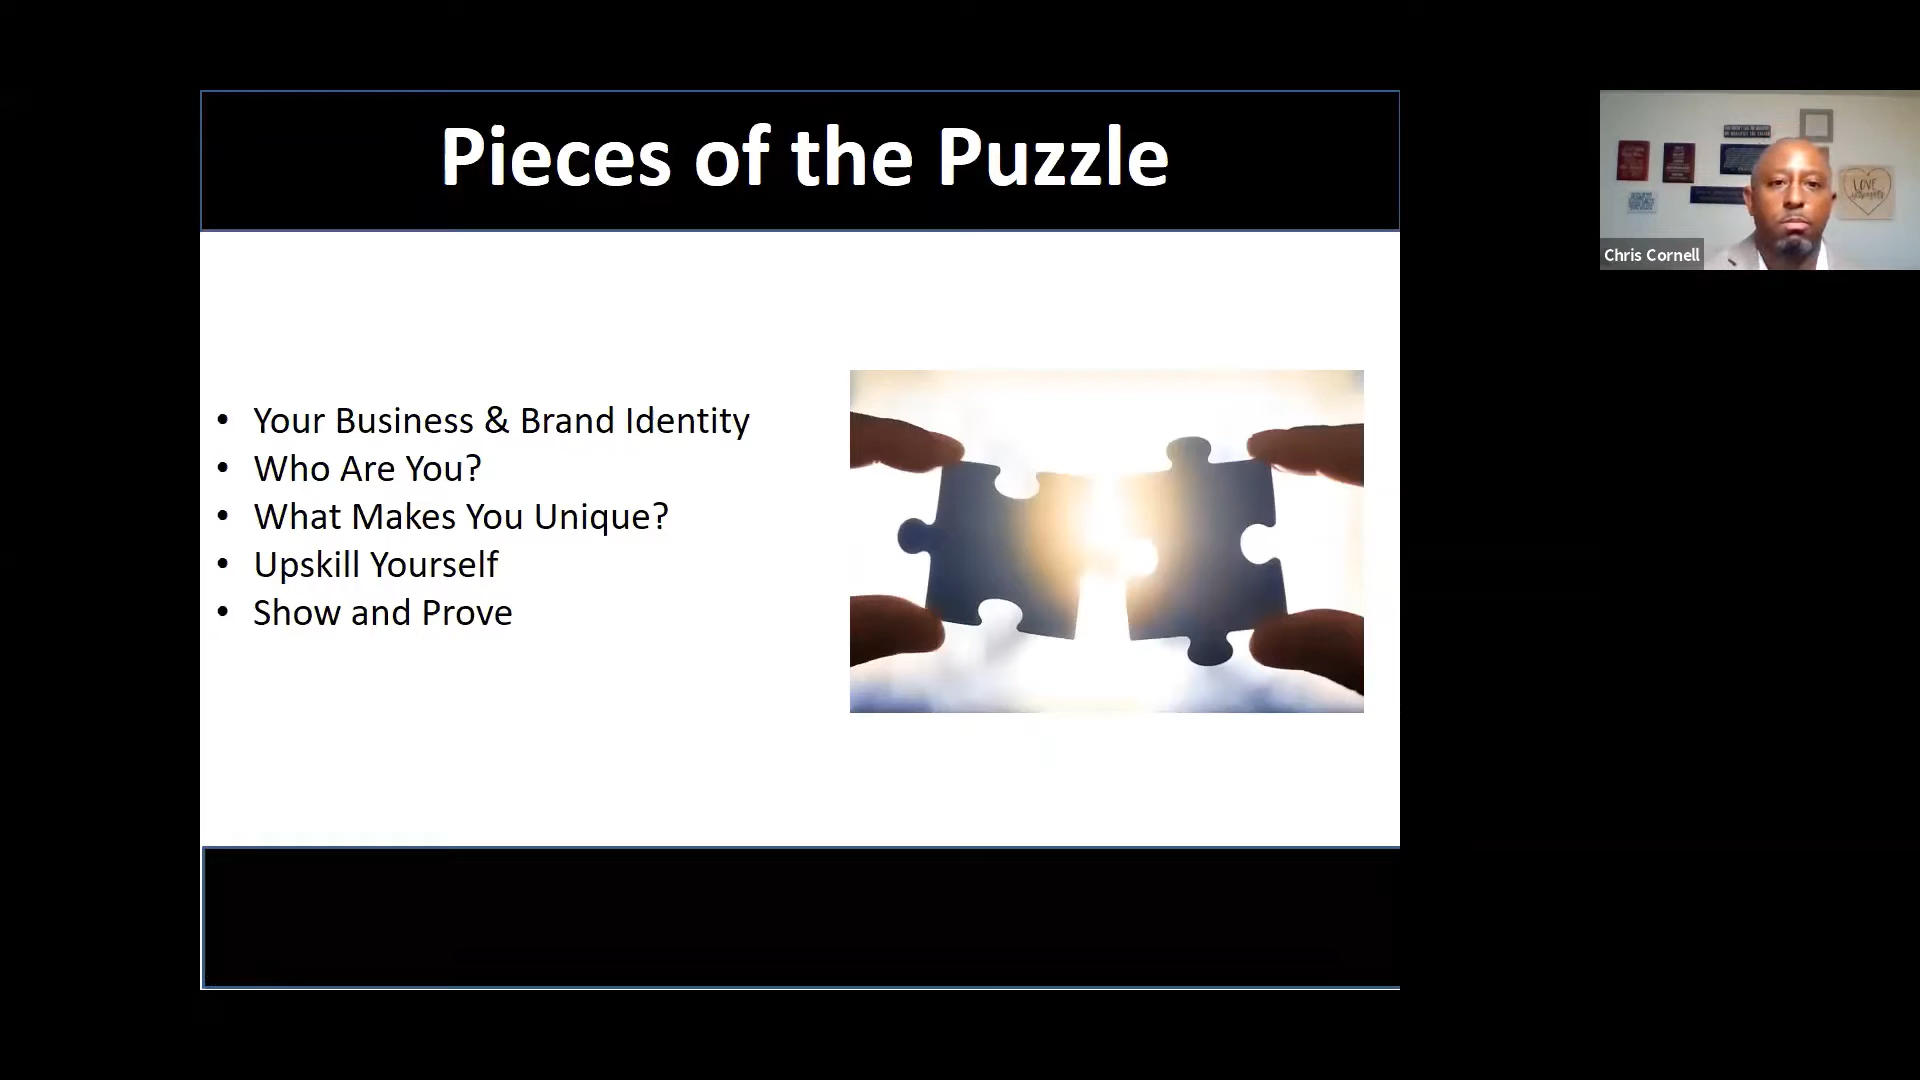 Pieces of the Puzzle
• Your Business & Brand Identity
• Who Are You?
• What Makes You Unique?
• Upskill Yourself
• Show and Prove
Chris Cornell
LOVE